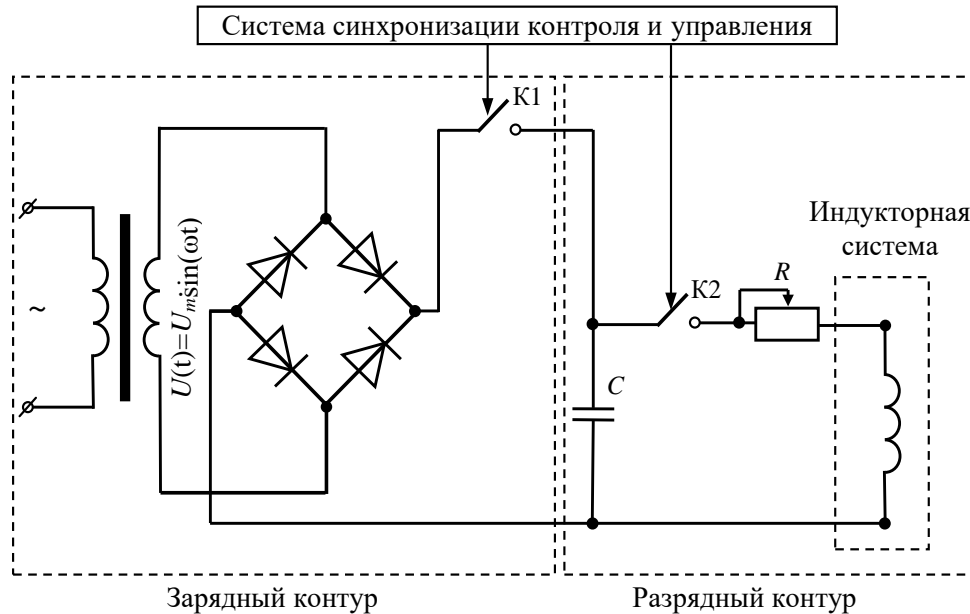 Система синхронизации контроля и управления
К1
Индукторная
система
U(t)=Uₘsin(ωt)
К2
R
~
C
Зарядный контур
Разрядный контур